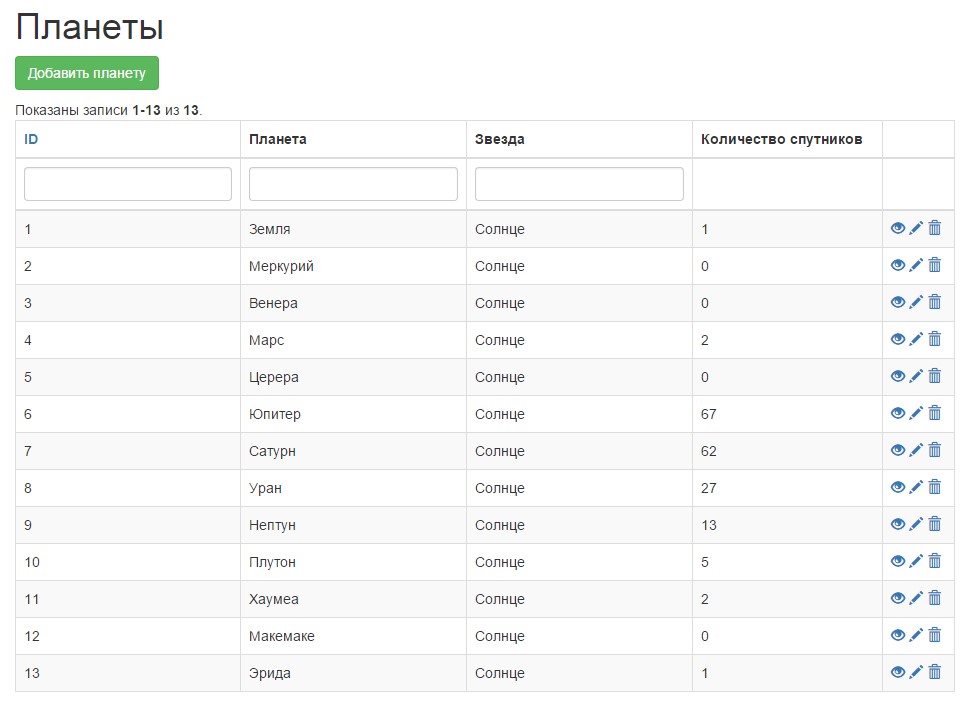 Планеты
Добавить планету
Показаны записи 1-13 из 13.
ID Планета Звезда Количество спутников
1 Земля Солнце 1
2 Меркурий Солнце 0
3 Венера Солнце 0
4 Марс Солнце 2
5 Церера Солнце 0
6 Юпитер Солнце 67
7 Сатурн Солнце 62
8 Уран Солнце 27
9 Нептун Солнце 13
10 Плутон Солнце 5
11 Хаумеа Солнце 2
12 Макемаке Солнце 0
13 Эрида Солнце 1